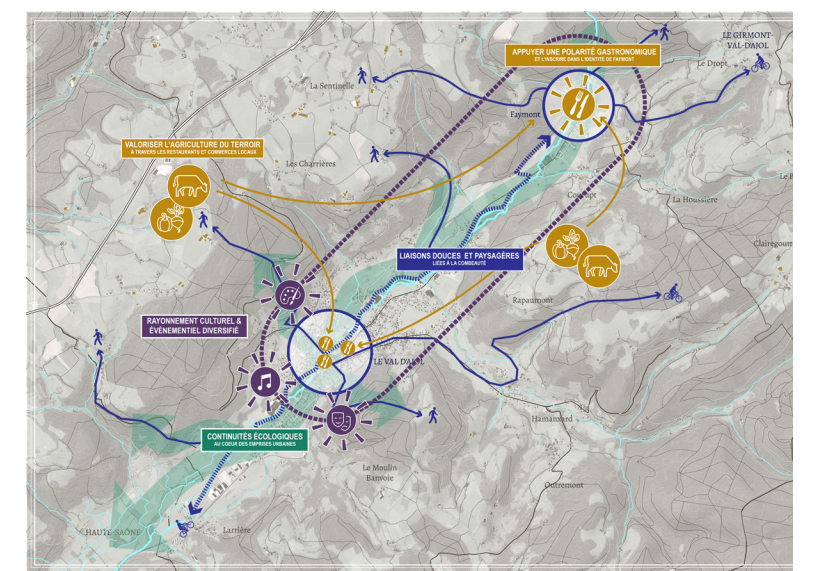 LE GIRMONT-
VAL-D'AJOL
APPUYER UNE POLARITÉ GASTRONOMIQUE
ET L'INSCRIRE DANS L'IDENTITE DE FAYMONT
Le Dropt
La Sentinelle
Faymont
VALORISER L'AGRICULTURE DU TERROIR
À TRAVERS LES RESTAURANTS ET COMMERCES LOCAUX
Les Charrières
La Houssière
LIAISONS DOUCES ET PAYSAGÈRES
LIÉES À LA COMBEAUTÉ
Rapaumont
RAYONNEMENT CULTUREL &
ÉVÉNEMENTIEL DIVERSIFIÉ
LE VAL D'AJOL
Hamanvard
CONTINUITÉS ÉCOLOGIQUES
AU COEUR DES EMPRISES URBAINES
Le Moulin
Banvoie
Outremont
HAUTE-SAÔNE
Larrière